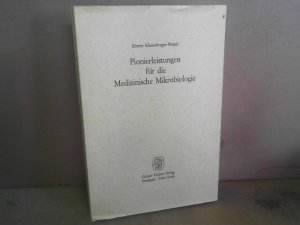 Emmy Klieneberger-Nobel
Pionierleistungen
für die
Medizinische Mikrobiologie
Gustav Fischer Verlag
Stuttgart · New York